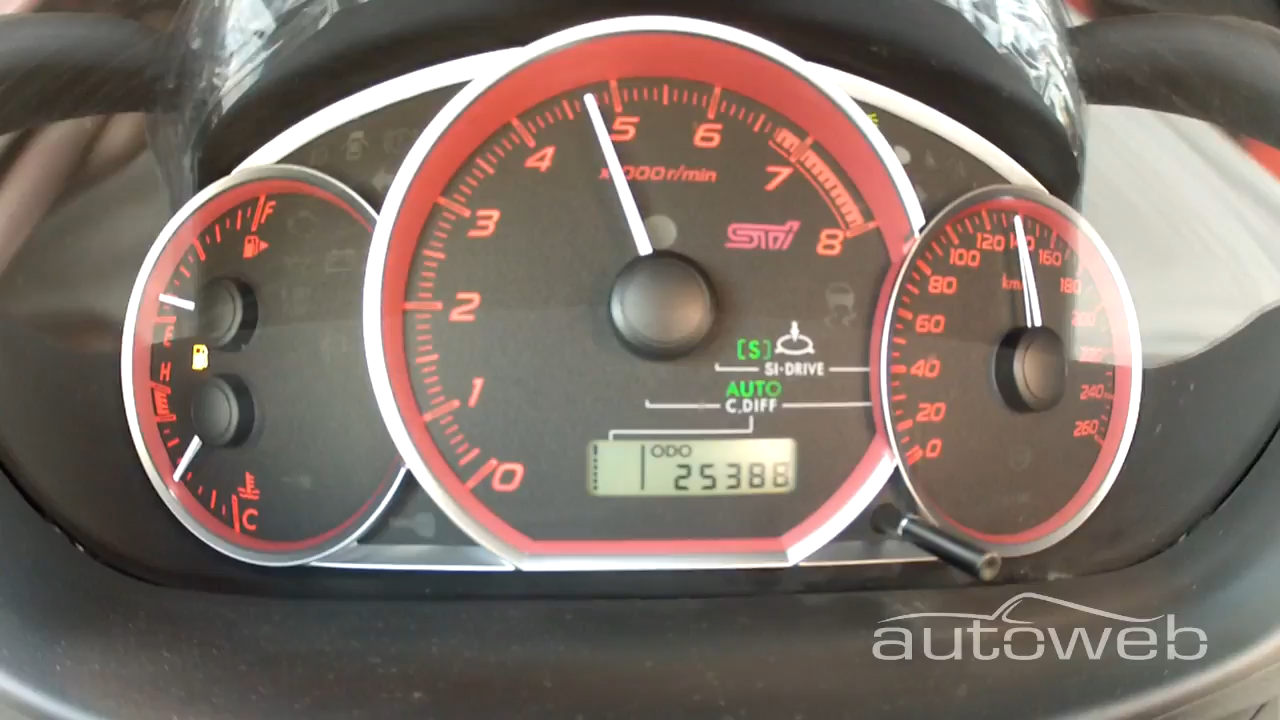 F
E
H
C
0
1
2
3
4
5
6
7
8
x1000r/min
STI
[S]
SI-DRIVE
AUTO
C.DIFF
ODO
25388
0
20
40
60
80
100
120
140
160
180
240
260
km/
autoweb